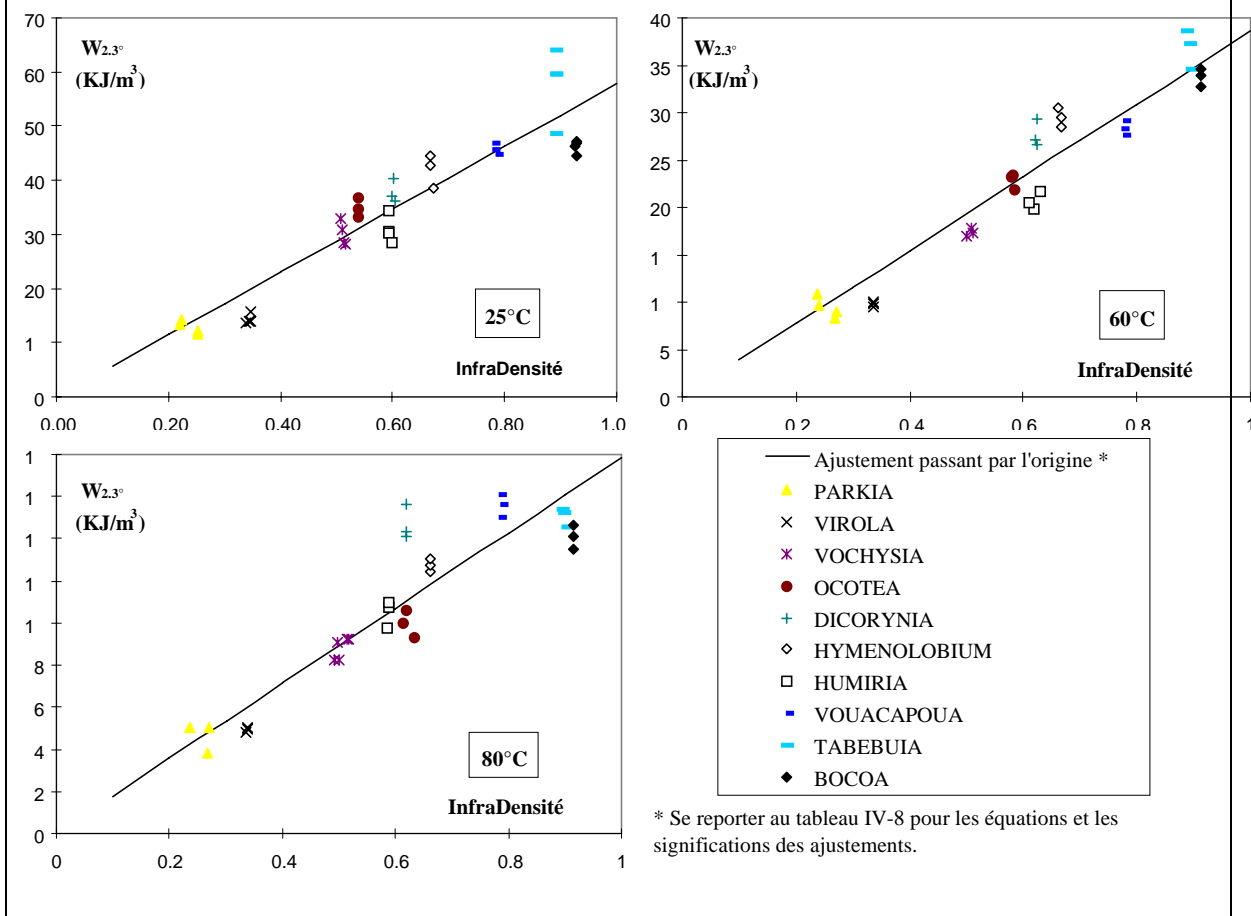 70
60
50
40
30
20
1
0
W2.3°
(KJ/m3)
25°C
InfraDensité
0.00 0.20 0.40 0.60 0.80 1.0
40
35
30
25
20
1
1
5
0
W2.3°
(KJ/m3)
60°C
InfraDensité
0 0.2 0.4 0.6 0.8 1
1
1
1
1
1
8
6
4
2
0
W2.3°
(KJ/m3)
80°C
InfraDensité
0 0.2 0.4 0.6 0.8 1
Ajustement passant par l'origine *
PARKIA
VIROLA
VOCHYSIA
OCOTEA
DICORYNIA
HYMENOLOBIUM
HUMIRIA
VOUACAPOUA
TABEBUIA
BOCOA
* Se reporter au tableau IV-8 pour les équations et les
significations des ajustements.